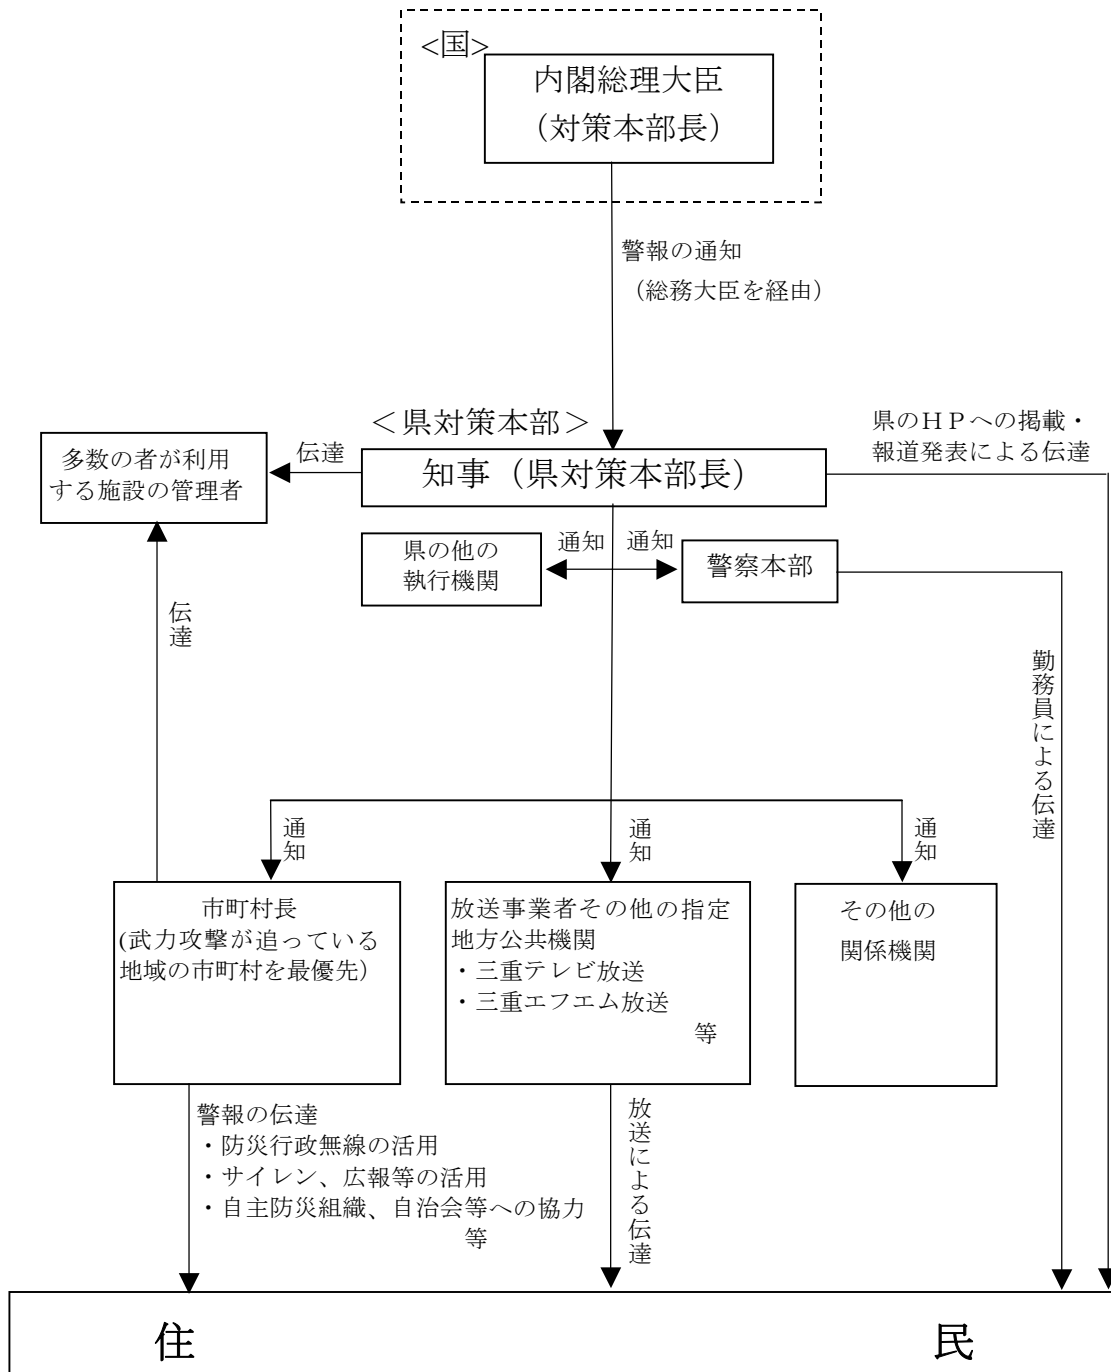 <国>
内閣総理大臣
（対策本部長）
警報の通知
（総務大臣を経由）
＜県対策本部＞
県のＨＰへの掲載・
報道発表による伝達
多数の者が利用
する施設の管理者
伝達
知事（県対策本部長）
県の他の
執行機関
通知
通知
警察本部
伝達
勤務員による伝達
通知
通知
通知
市町村長
(武力攻撃が追っている
地域の市町村を最優先）
放送事業者その他の指定
地方公共機関
・三重テレビ放送
・三重エフエム放送
等
その他の
関係機関
警報の伝達
・防災行政無線の活用
・サイレン、広報等の活用
・自主防災組織、自治会等への協力
等
放送による伝達
住民